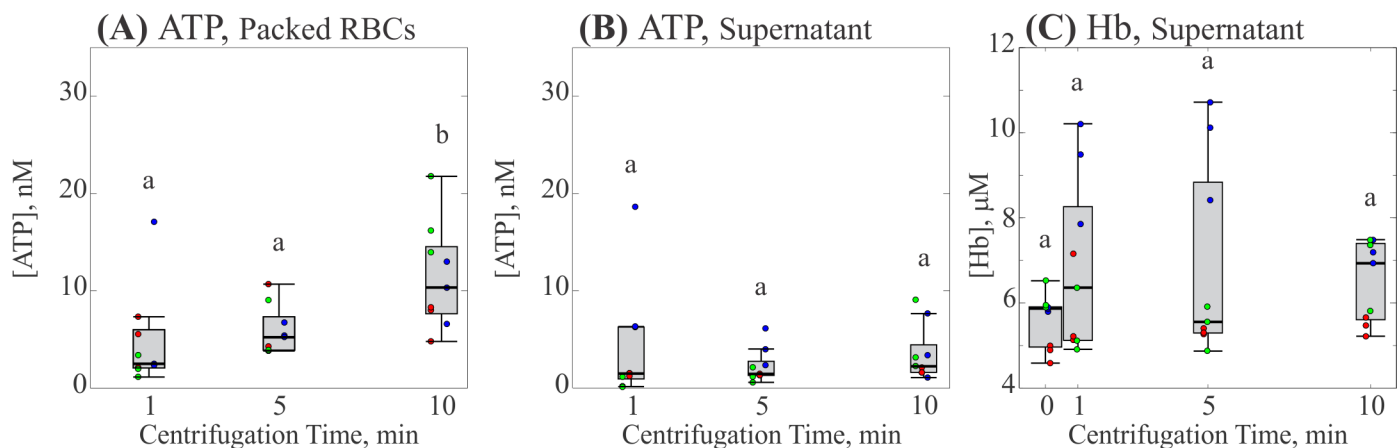 (A) ATP, Packed RBCs
[ATP], nM
30
20
10
0
a
a
b
1
5
10
Centrifugation Time, min
(B) ATP, Supernatant
[ATP], nM
30
20
10
0
a
a
a
1
5
10
Centrifugation Time, min
(C) Hb, Supernatant
[Hb], μM
12
10
8
6
4
a
a
a
a
0
1
5
10
Centrifugation Time, min